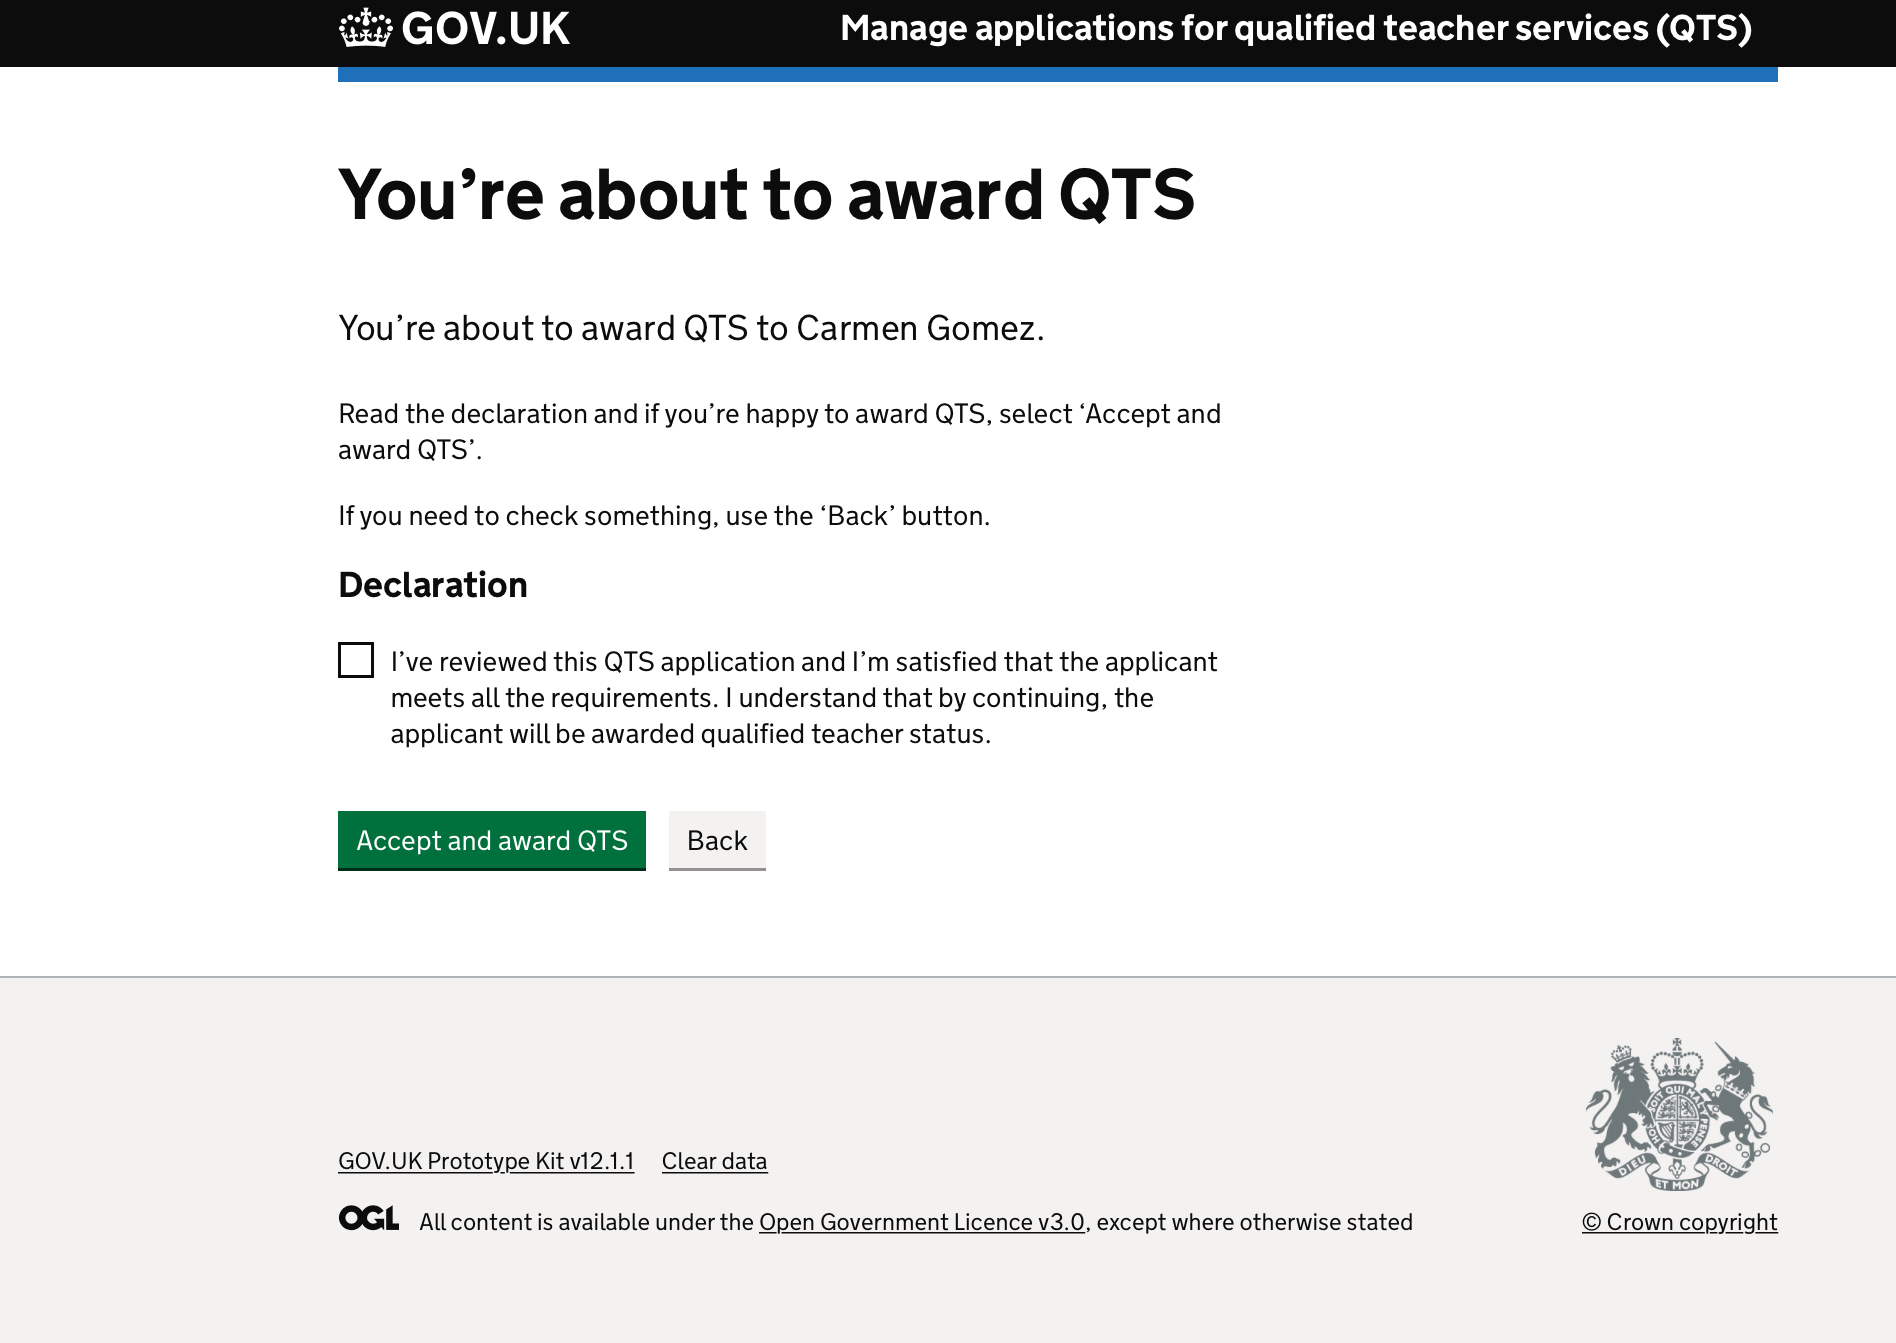 GOV.UK
Manage applications for qualified teacher services (QTS)
You’re about to award QTS
You’re about to award QTS to Carmen Gomez.
Read the declaration and if you’re happy to award QTS, select ‘Accept and
award QTS’.
If you need to check something, use the ‘Back’ button.
Declaration
I’ve reviewed this QTS application and I’m satisfied that the applicant
meets all the requirements. I understand that by continuing, the
applicant will be awarded qualified teacher status.
Accept and award QTS
Back
GOV.UK Prototype Kit v12.1.1
Clear data
OGL
All content is available under the Open Government Licence v3.0, except where otherwise stated
DIEU
ET MON
DROIT
© Crown copyright